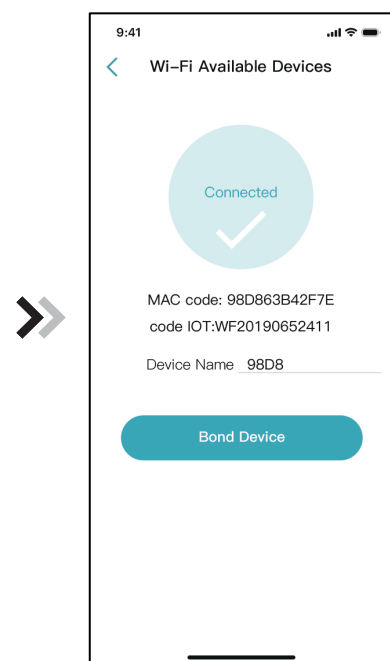 9:41
Wi-Fi Available Devices
Connected
MAC code: 98D863B42F7E
code IOT:WF20190652411
Device Name 98D8
Bond Device